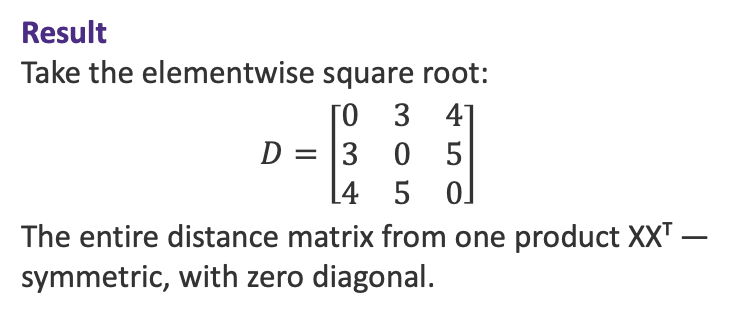 Result
Take the elementwise square root:
D = [0 3 4
3 0 5
4 5 0]
The entire distance matrix from one product XXᵀ —
symmetric, with zero diagonal.